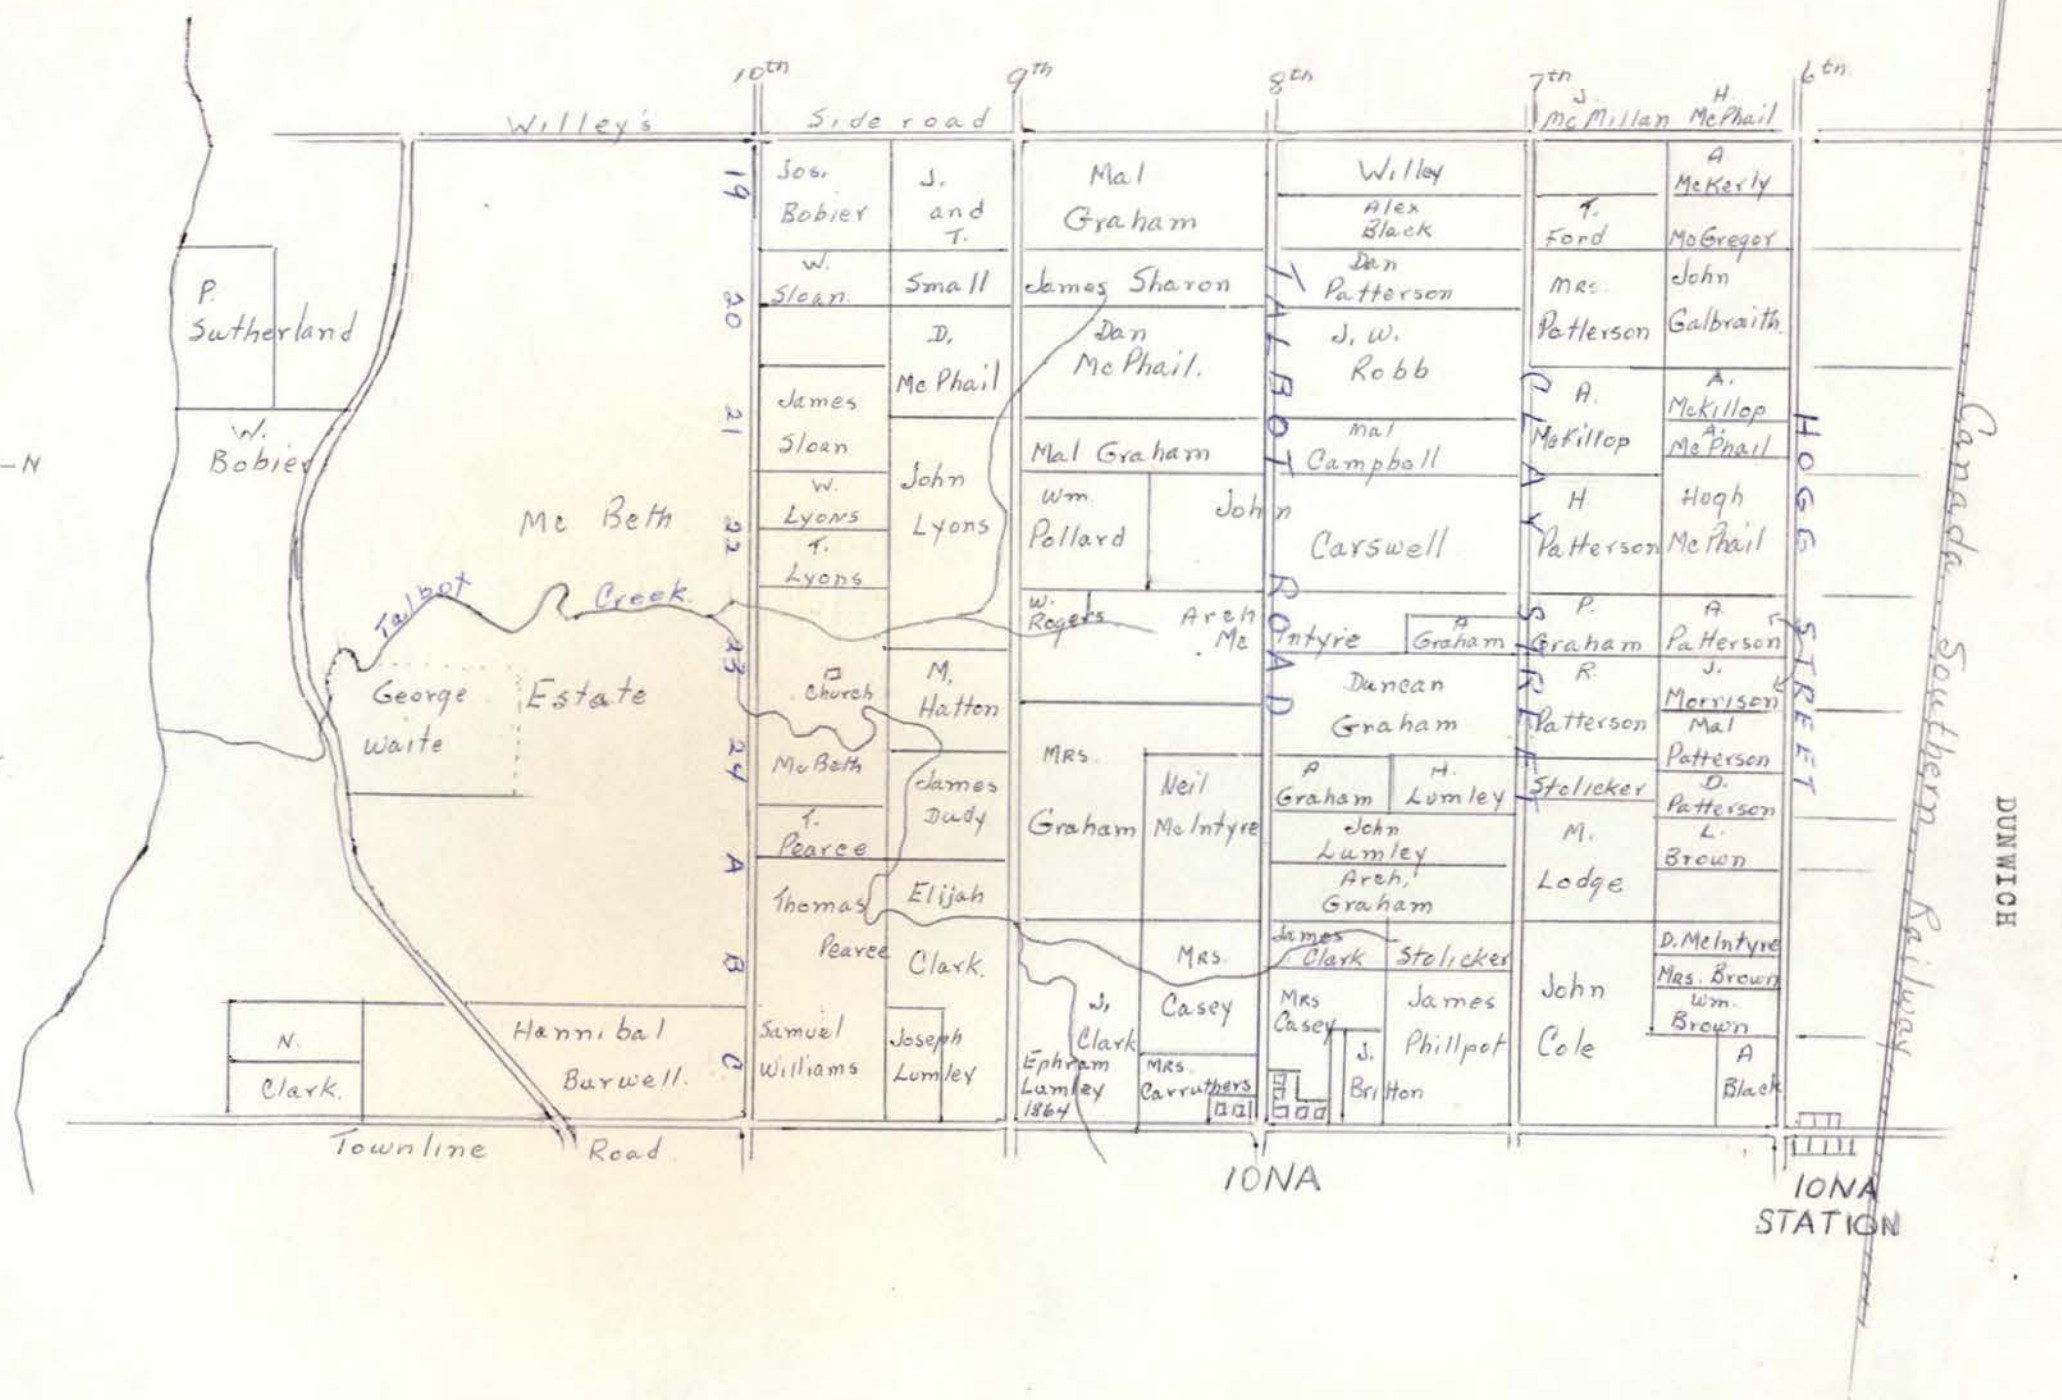 10th
9th
8th
7th
6th
Willey's
Side road
J.
McMillan
H.
McPhail
19
20
21
22
23
24
A
B
C
P.
Sutherland
W.
Bobier
-N
Mc Beth
Estate
Talbot
Creek.
George
Waite
N.
Clark.
Hannibal
Burwell.
Townline
Road
Jos.
Bobier
J.
and
T.
Small
W.
Sloan.
D.
McPhail
James
Sloan
W.
Lyons
T.
Lyons
John
Lyons
Church
M.
Hatton
McBeth
James
Dudy
T.
Pearce
Thomas
Pearce
Elijah
Clark.
Samuel
Williams
Joseph
Lumley
Mal
Graham
James Sharon
Dan
McPhail.
Mal Graham
Wm.
Pollard
John
Carswell
W.
Rogers
Arch
Mc
Intyre
Mrs.
Graham
Neil
McIntyre
Mrs.
Casey
J.
Clark
Ephram
Lumley
1864
Mrs.
Carruthers
TALBOT ROAD
Willey
Alex
Black
Dan
Patterson
J. W.
Robb
Mal
Campbell
A
Graham
Duncan
Graham
A
Graham
H.
Lumley
John
Lumley
Arch.
Graham
James
Clark
Stolicker
Mrs
Casey
J.
Britton
James
Phillpot
CLAY STREET
T.
Ford
Mrs.
Patterson
A.
McKillop
H
Patterson
P.
Graham
R.
Patterson
Stolicker
M.
Lodge
John
Cole
A
McKerly
McGregor
John
Galbraith.
A.
McKillop
A.
McPhail
Hugh
McPhail
A.
Patterson
J.
Morrison
Mal
Patterson
D.
Patterson
L.
Brown
D. McIntyre
Mrs. Brown
Wm.
Brown
A
Black
HOGG STREET
Canada Southern Railway
DUNWICH
IONA
IONA
STATION